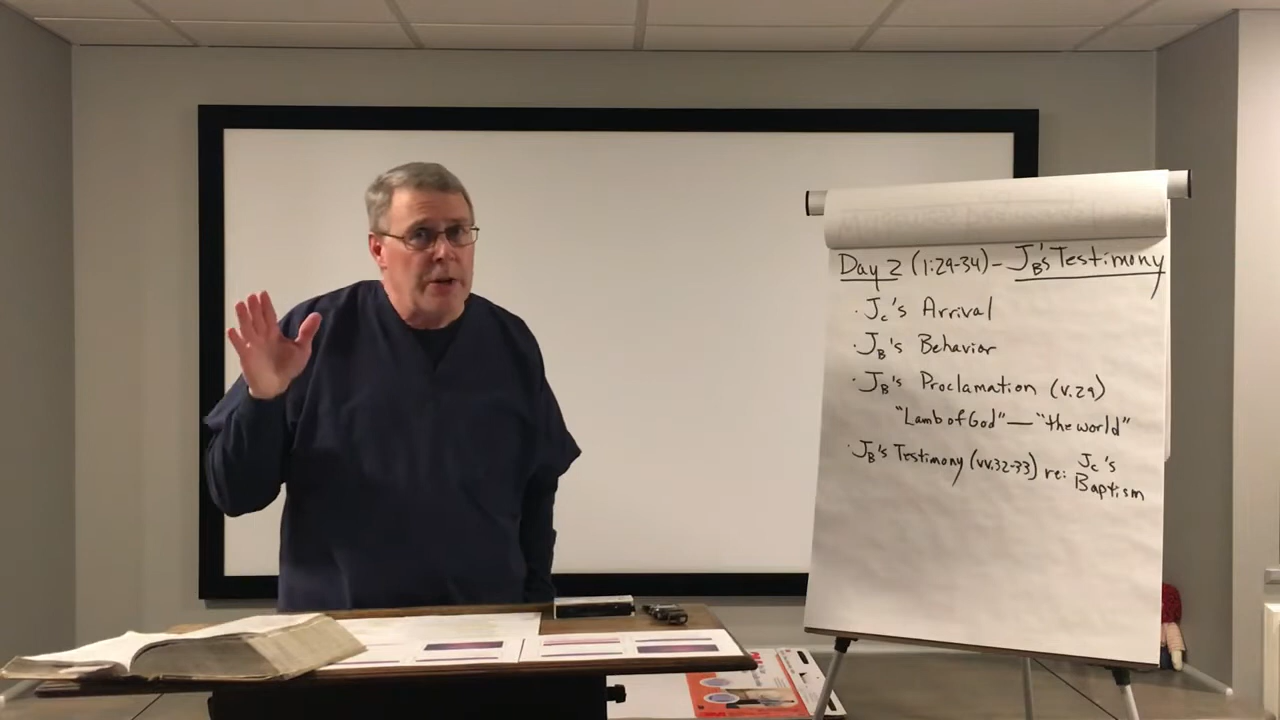 Day 2 (1:29-34) - JB's Testimony
· Jc's Arrival
· JB's Behavior
· JB's Proclamation (v.29)
"Lamb of God" — "the world"
· JB's Testimony (vv.32-33) re: Jc's
Baptism